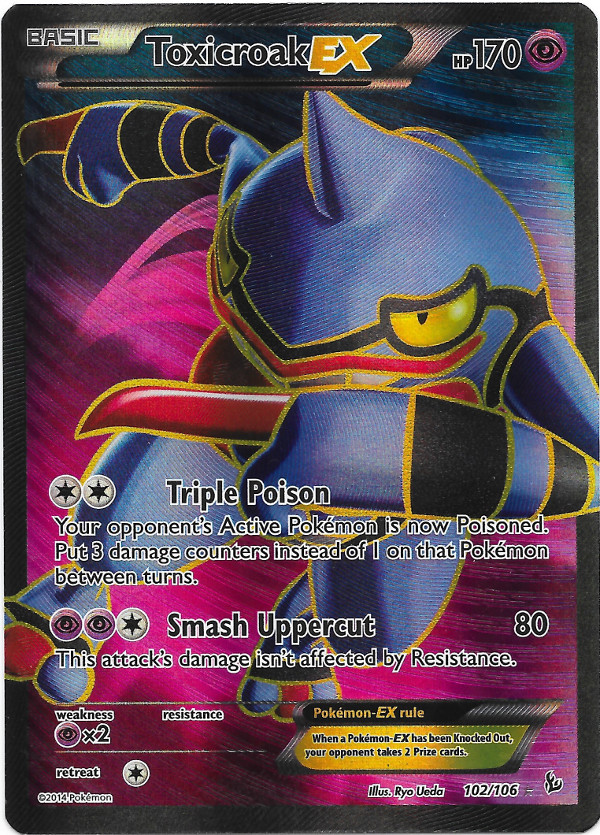 BASIC
ToxicroakEX
HP170
Triple Poison
Your opponent's Active Pokémon is now Poisoned.
Put 3 damage counters instead of 1 on that Pokémon
between turns.
Smash Uppercut 80
This attack's damage isn't affected by Resistance.
weakness resistance
×2
Pokémon-EX rule
When a Pokémon-EX has been Knocked Out,
your opponent takes 2 Prize cards.
retreat
©2014 Pokémon
Illus. Ryo Ueda 102/106